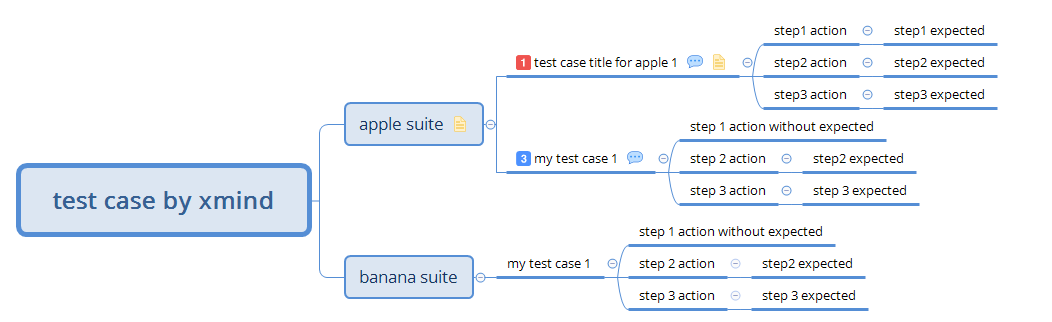 test case by xmind
apple suite
1 test case title for apple 1
step1 action
step1 expected
step2 action
step2 expected
step3 action
step3 expected
3 my test case 1
step 1 action without expected
step 2 action
step2 expected
step 3 action
step 3 expected
banana suite
my test case 1
step 1 action without expected
step 2 action
step2 expected
step 3 action
step 3 expected